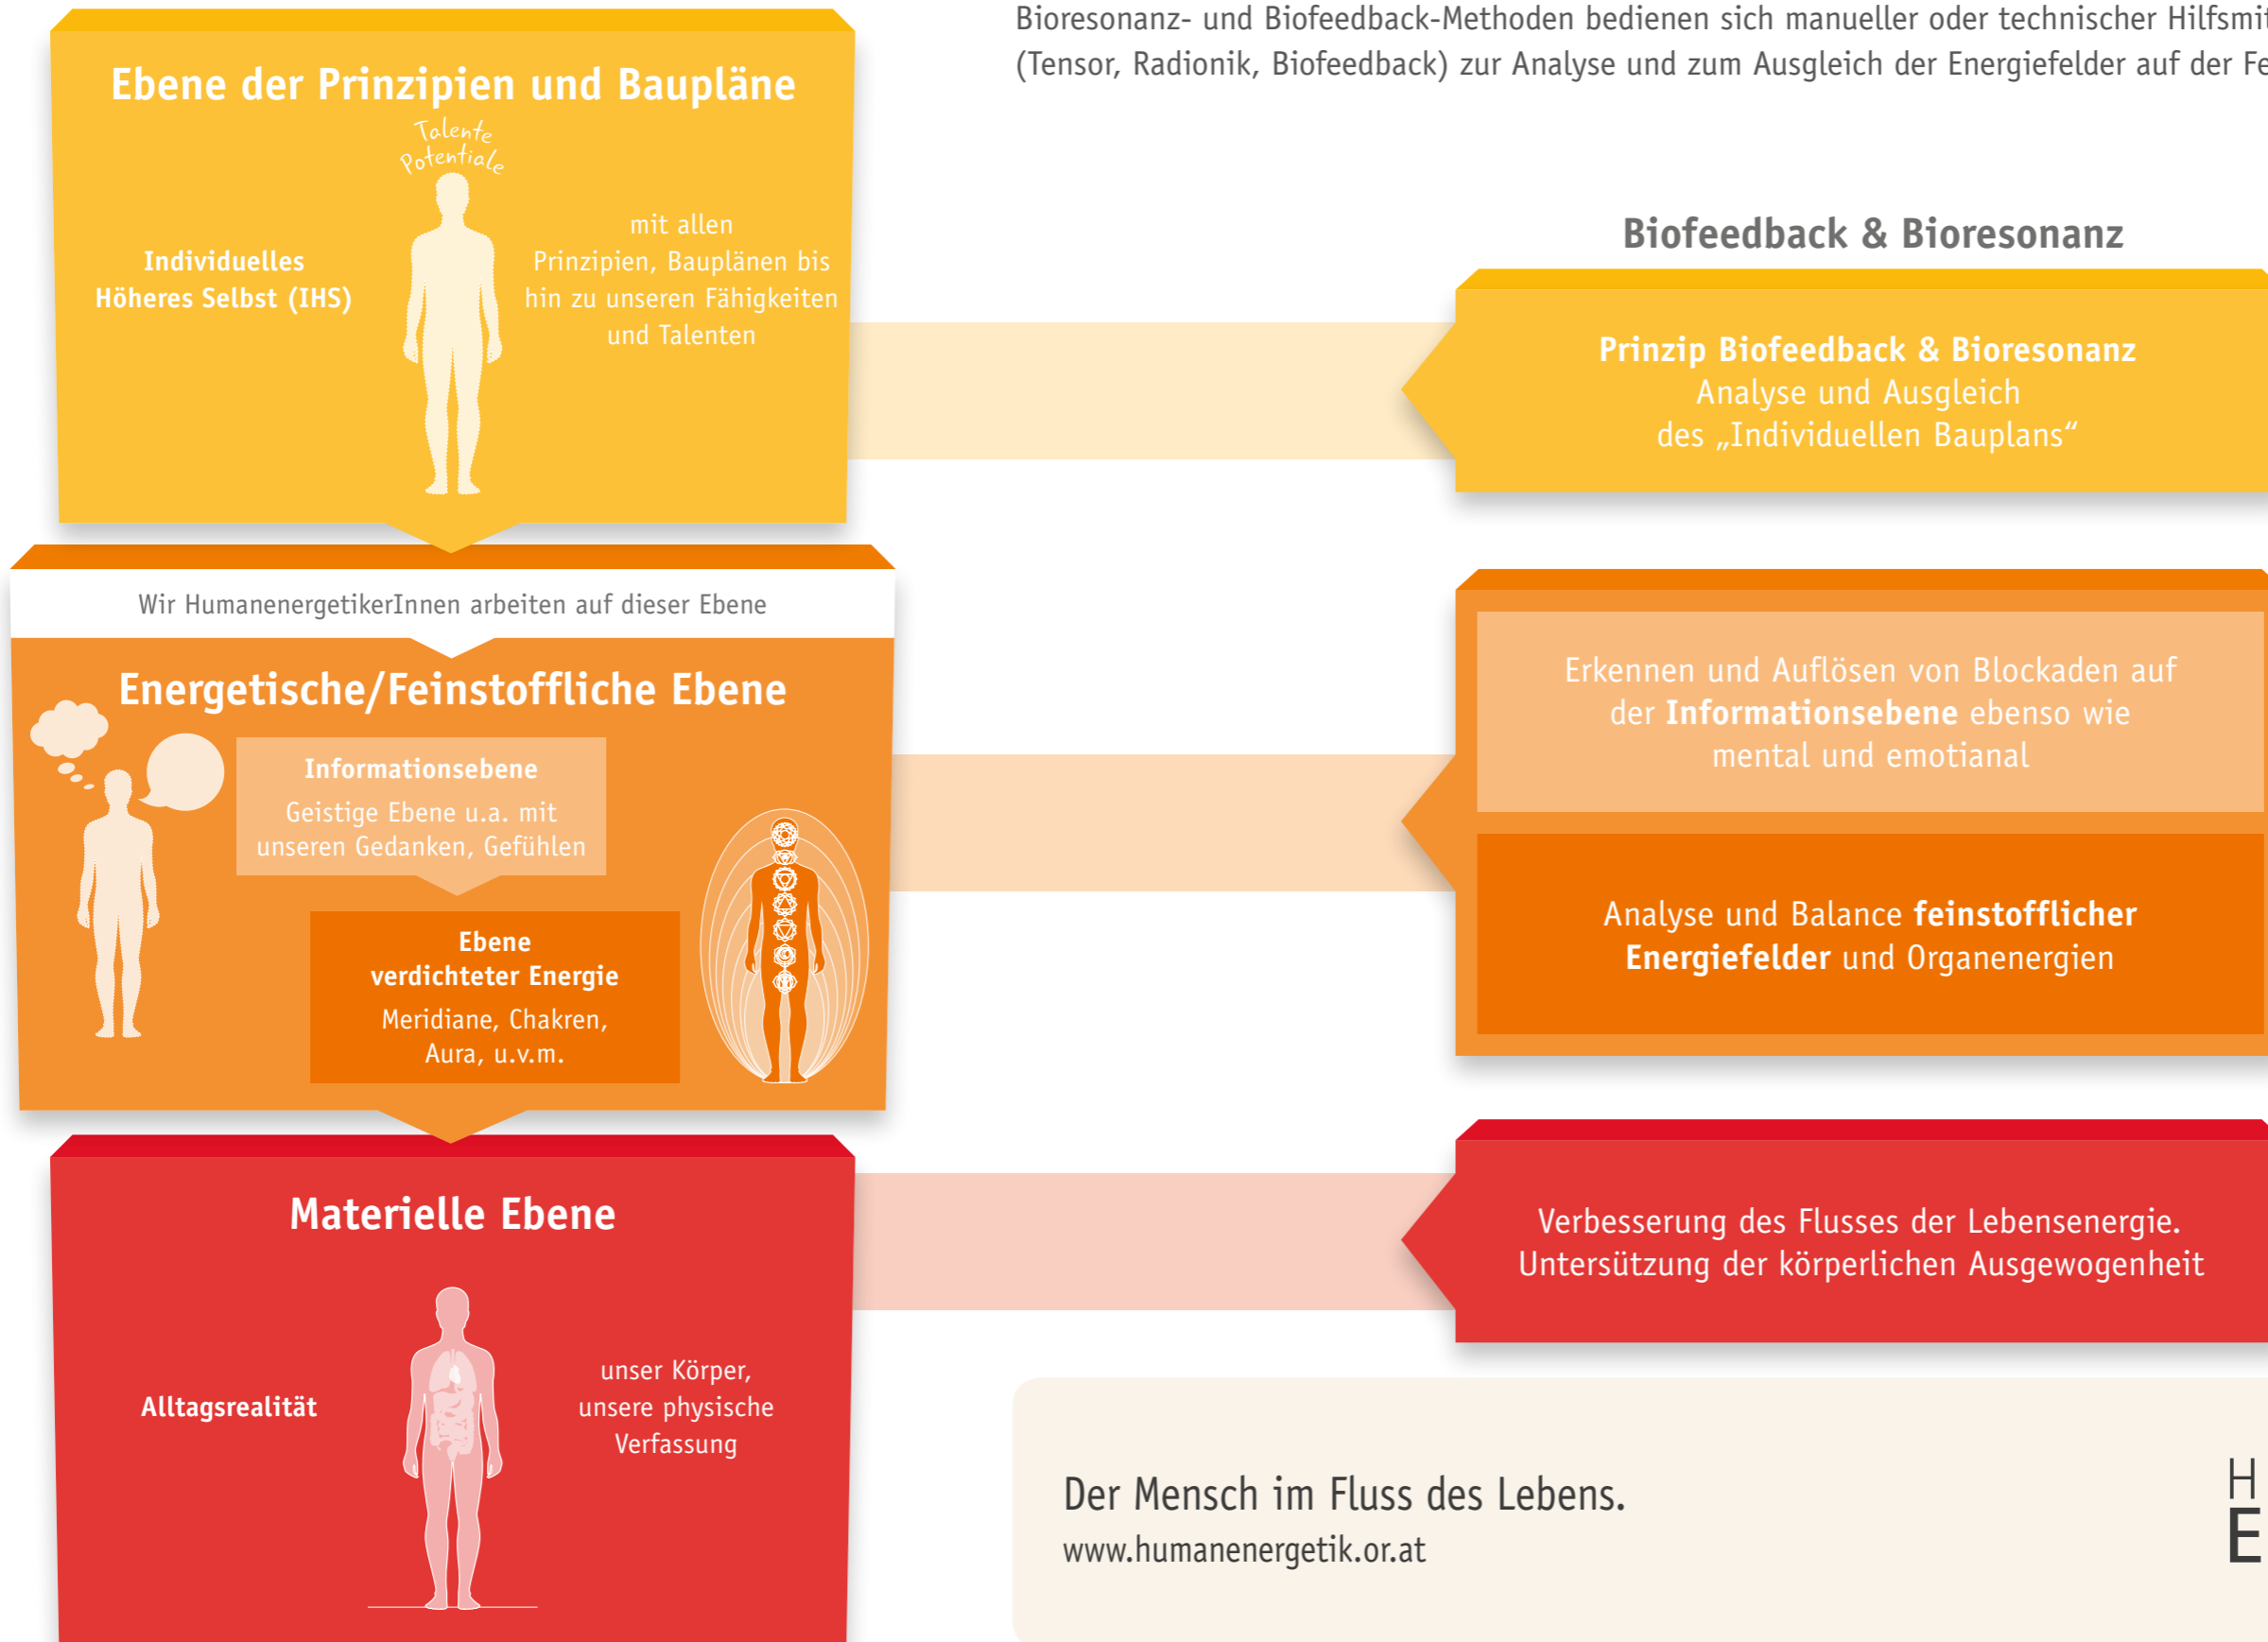 Bioresonanz- und Biofeedback-Methoden bedienen sich manueller oder technischer
(Tensor, Radionik, Biofeedback) zur Analyse und zum Ausgleich der Energiefelder auf der
Ebene der Prinzipien und Baupläne
Talente
Potentiale
Individuelles
Höheres Selbst (IHS)
mit allen
Prinzipien, Bauplänen bis
hin zu unseren Fähigkeiten
und Talenten
Biofeedback & Bioresonanz
Prinzip Biofeedback & Bioresonanz
Analyse und Ausgleich
des „Individuellen Bauplans“
Wir HumanenergetikerInnen arbeiten auf dieser Ebene
Energetische/Feinstoffliche Ebene
Informationsebene
Geistige Ebene u.a. mit
unseren Gedanken, Gefühlen
Ebene
verdichteter Energie
Meridiane, Chakren,
Aura, u.v.m.
Erkennen und Auflösen von Blockaden auf
der Informationsebene ebenso wie
mental und emotianal
Analyse und Balance feinstofflicher
Energiefelder und Organenergien
Materielle Ebene
Alltagsrealität
unser Körper,
unsere physische
Verfassung
Verbesserung des Flusses der Lebensenergie.
Untersützung der körperlichen Ausgewogenheit
Der Mensch im Fluss des Lebens.
www.humanenergetik.or.at
H
E